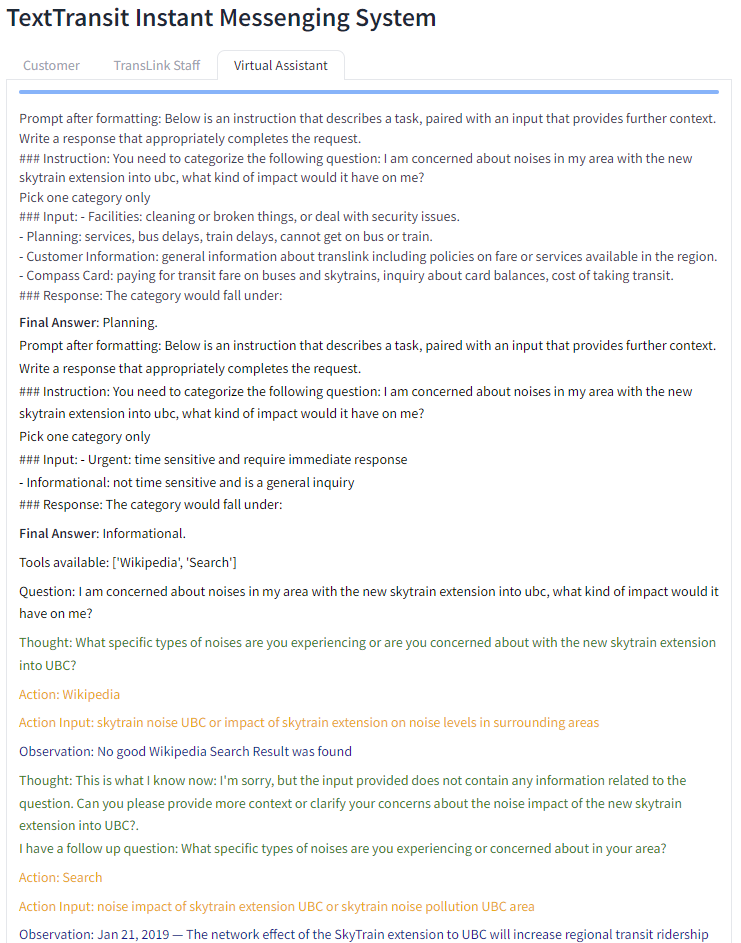 TextTransit Instant Messenging System
Customer
TransLink Staff
Virtual Assistant
Prompt after formatting: Below is an instruction that describes a task, paired with an input that provides further context.
Write a response that appropriately completes the request.
### Instruction: You need to categorize the following question: I am concerned about noises in my area with the new
skytrain extension into ubc, what kind of impact would it have on me?
Pick one category only
### Input: - Facilities: cleaning or broken things, or deal with security issues.
- Planning: services, bus delays, train delays, cannot get on bus or train.
- Customer Information: general information about translink including policies on fare or services available in the region.
- Compass Card: paying for transit fare on buses and skytrains, inquiry about card balances, cost of taking transit.
### Response: The category would fall under:
Final Answer: Planning.
Prompt after formatting: Below is an instruction that describes a task, paired with an input that provides further context.
Write a response that appropriately completes the request.
### Instruction: You need to categorize the following question: I am concerned about noises in my area with the new
skytrain extension into ubc, what kind of impact would it have on me?
Pick one category only
### Input: - Urgent: time sensitive and require immediate response
- Informational: not time sensitive and is a general inquiry
### Response: The category would fall under:
Final Answer: Informational.
Tools available: ['Wikipedia', 'Search']
Question: I am concerned about noises in my area with the new skytrain extension into ubc, what kind of impact would it
have on me?
Thought: What specific types of noises are you experiencing or are you concerned about with the new skytrain extension
into UBC?
Action: Wikipedia
Action Input: skytrain noise UBC or impact of skytrain extension on noise levels in surrounding areas
Observation: No good Wikipedia Search Result was found
Thought: This is what I know now: I'm sorry, but the input provided does not contain any information related to the
question. Can you please provide more context or clarify your concerns about the noise impact of the new skytrain
extension into UBC?.
I have a follow up question: What specific types of noises are you experiencing or concerned about in your area?
Action: Search
Action Input: noise impact of skytrain extension UBC or skytrain noise pollution UBC area
Observation: Jan 21, 2019 — The network effect of the SkyTrain extension to UBC will increase regional transit ridership